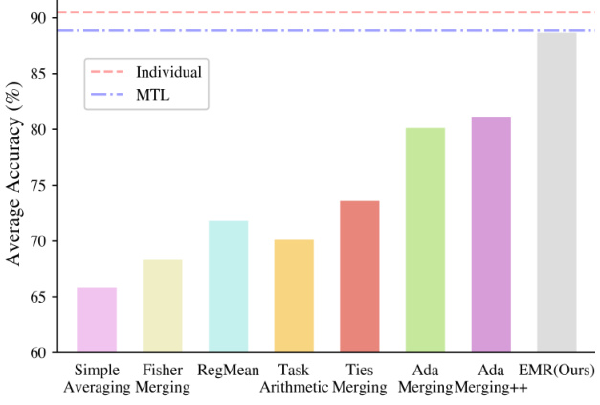 90
85
80
75
70
65
60
Average Accuracy (%)
Individual
MTL
Simple
Averaging
Fisher
Merging
RegMean
Task
Arithmetic
Ties
Merging
Ada
Merging
Ada
Merging++
EMR(Ours)